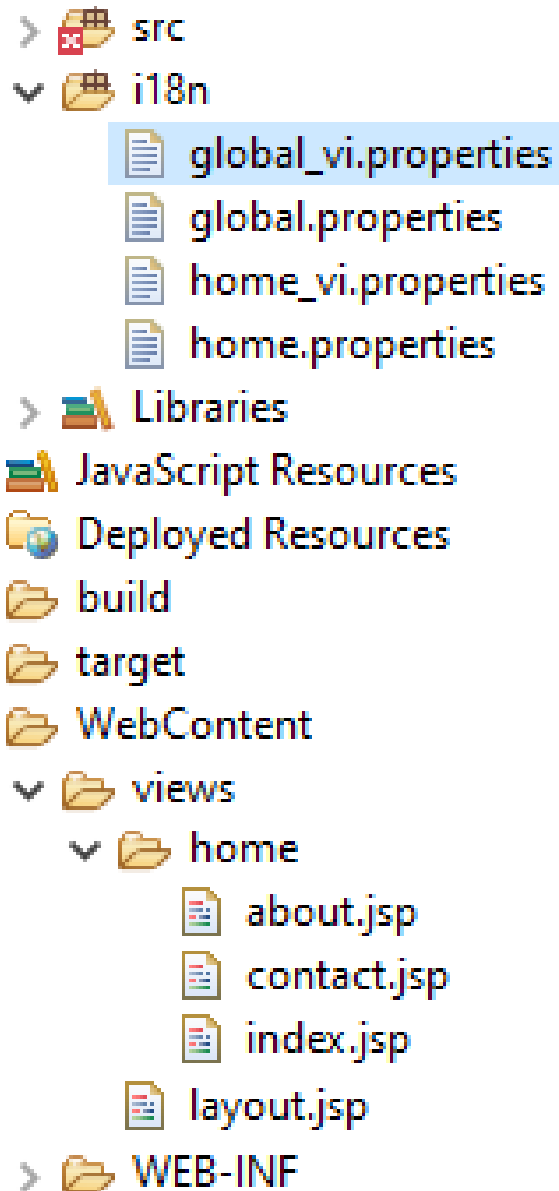 src
i18n
global_vi.properties
global.properties
home_vi.properties
home.properties
Libraries
JavaScript Resources
Deployed Resources
build
target
WebContent
views
home
about.jsp
contact.jsp
index.jsp
layout.jsp
WEB-INF